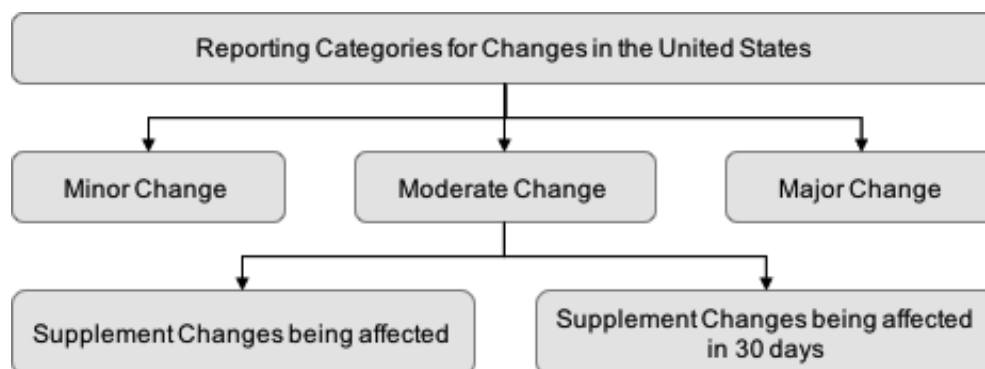 Reporting Categories for Changes in the United States
Minor Change
Moderate Change
Major Change
Supplement Changes being affected
Supplement Changes being affected
in 30 days